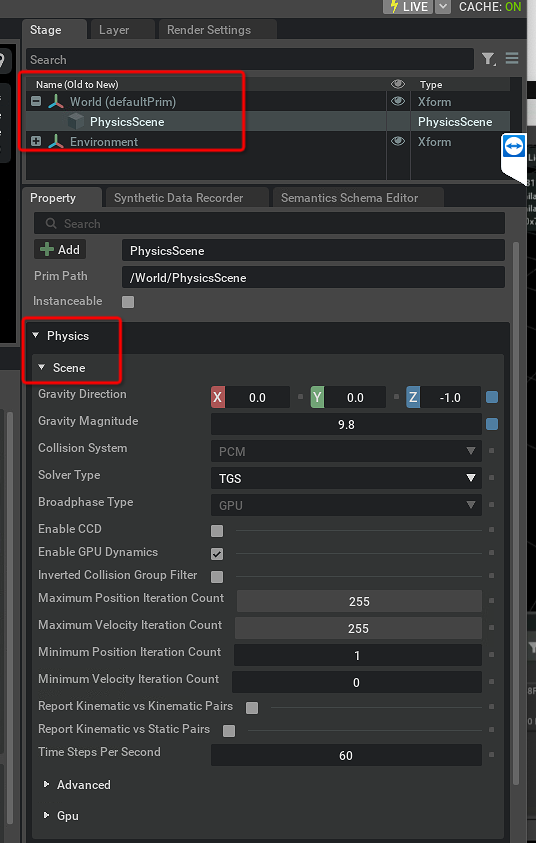 LIVE CACHE: ON
Stage Layer Render Settings
Search
Name (Old to New) Type
World (defaultPrim) Xform
PhysicsScene PhysicsScene
Environment Xform
Property Synthetic Data Recorder Semantics Schema Editor
Search
Add PhysicsScene
Prim Path /World/PhysicsScene
Instanceable
Physics
Scene
Gravity Direction X 0.0 Y 0.0 Z -1.0
Gravity Magnitude 9.8
Collision System PCM
Solver Type TGS
Broadphase Type GPU
Enable CCD
Enable GPU Dynamics
Inverted Collision Group Filter
Maximum Position Iteration Count 255
Maximum Velocity Iteration Count 255
Minimum Position Iteration Count 1
Minimum Velocity Iteration Count 0
Report Kinematic vs Kinematic Pairs
Report Kinematic vs Static Pairs
Time Steps Per Second 60
Advanced
Gpu